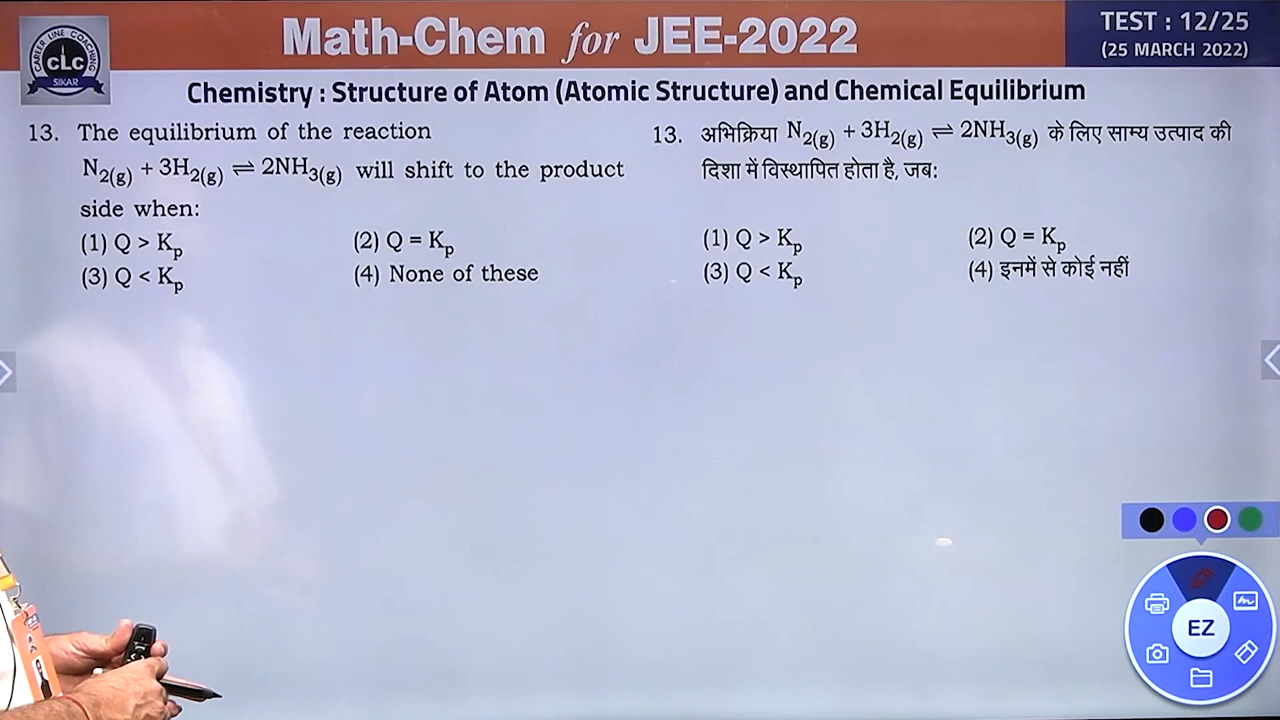 Math-Chem for JEE-2022
TEST : 12/25
(25 MARCH 2022)
CAREER LINE COACHING
CLC
SIKAR
Chemistry : Structure of Atom (Atomic Structure) and Chemical Equilibrium
13. The equilibrium of the reaction
N2(g) + 3H2(g) ⇌ 2NH3(g) will shift to the product
side when:
(1) Q > Kp (2) Q = Kp
(3) Q < Kp (4) None of these
13. अभिक्रिया N2(g) + 3H2(g) ⇌ 2NH3(g) के लिए साम्य उत्पाद की
दिशा में विस्थापित होता है, जब:
(1) Q > Kp (2) Q = Kp
(3) Q < Kp (4) इनमें से कोई नहीं
EZ